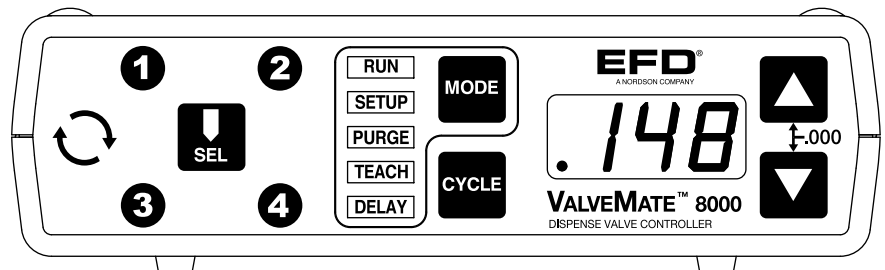 1 2
3 4
SEL
RUN
SETUP
PURGE
TEACH
DELAY
MODE
CYCLE
EFD®
A NORDSON COMPANY
.148
VALVEMATE™ 8000
DISPENSE VALVE CONTROLLER
.000